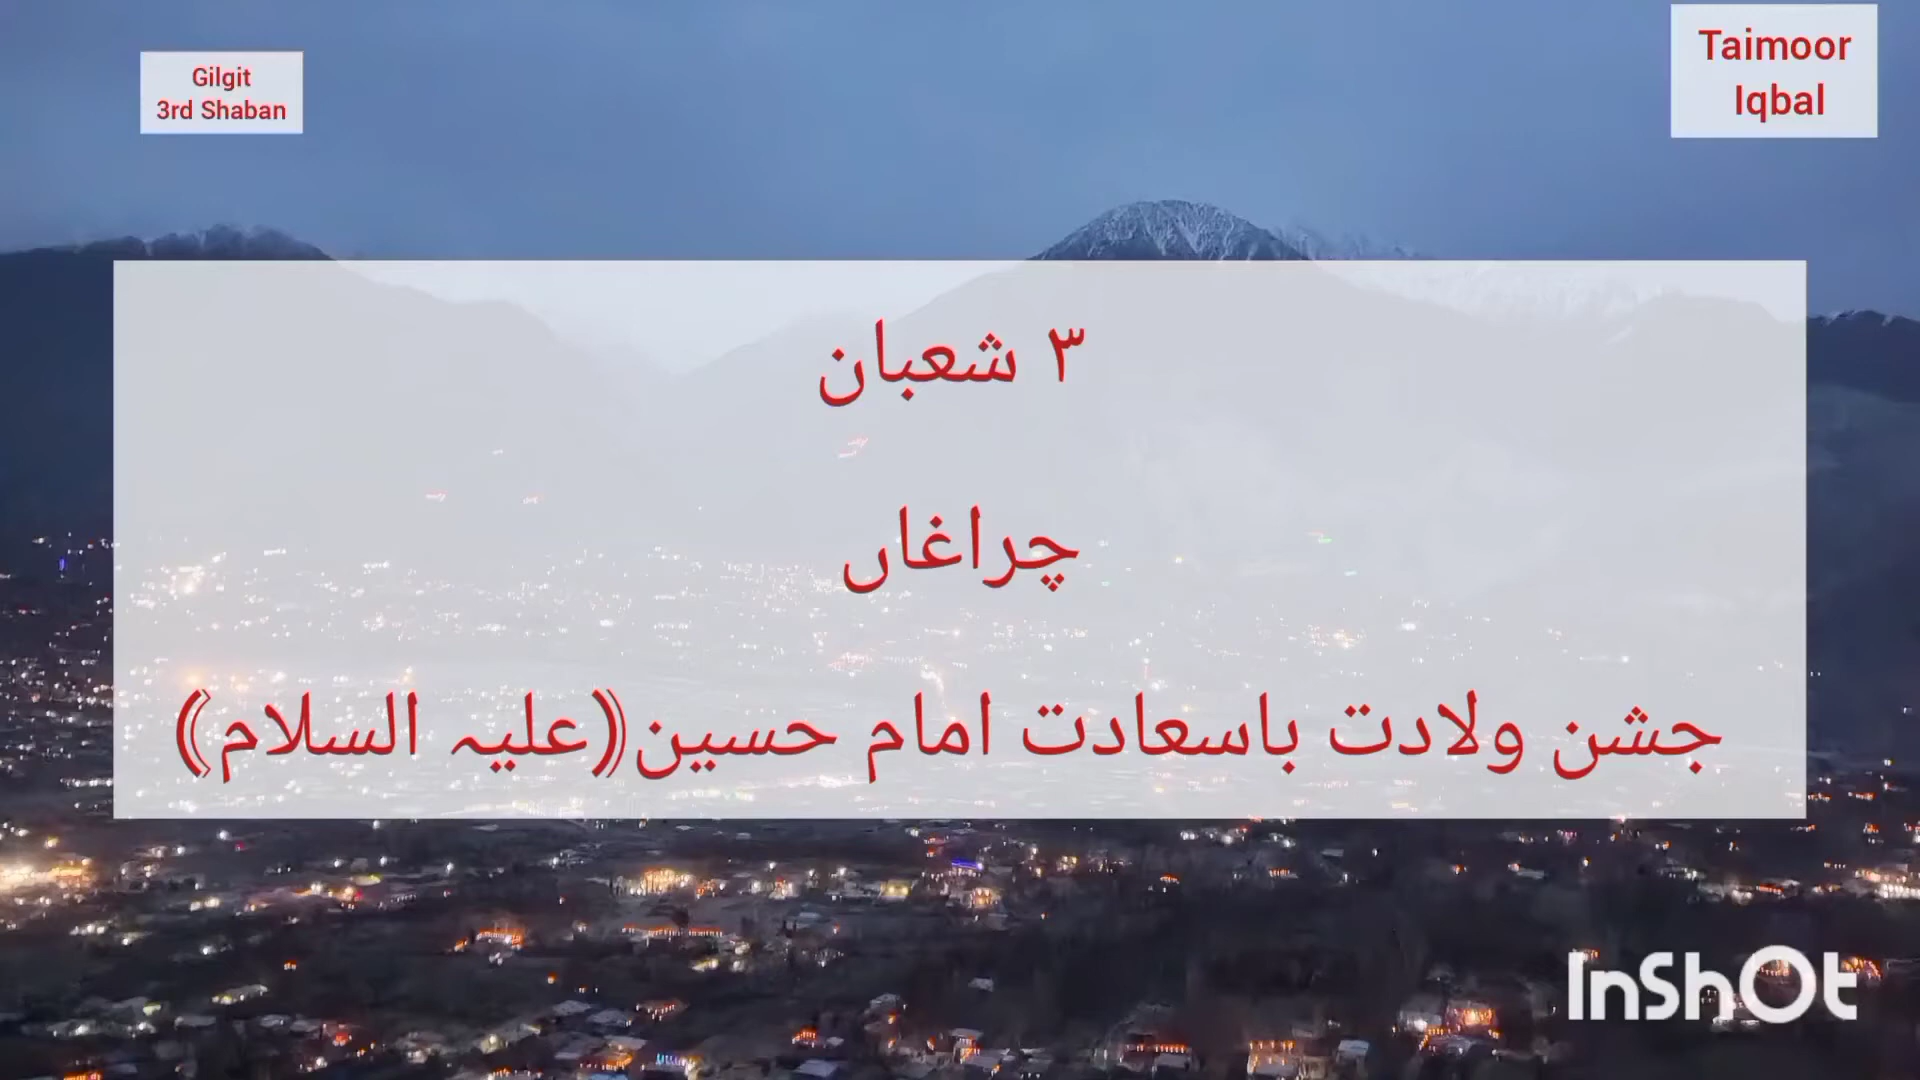 Gilgit
3rd Shaban
Taimoor
Iqbal
۳ شعبان
چراغاں
جشن ولادت باسعادت امام حسین(علیہ السلام)
InShOt